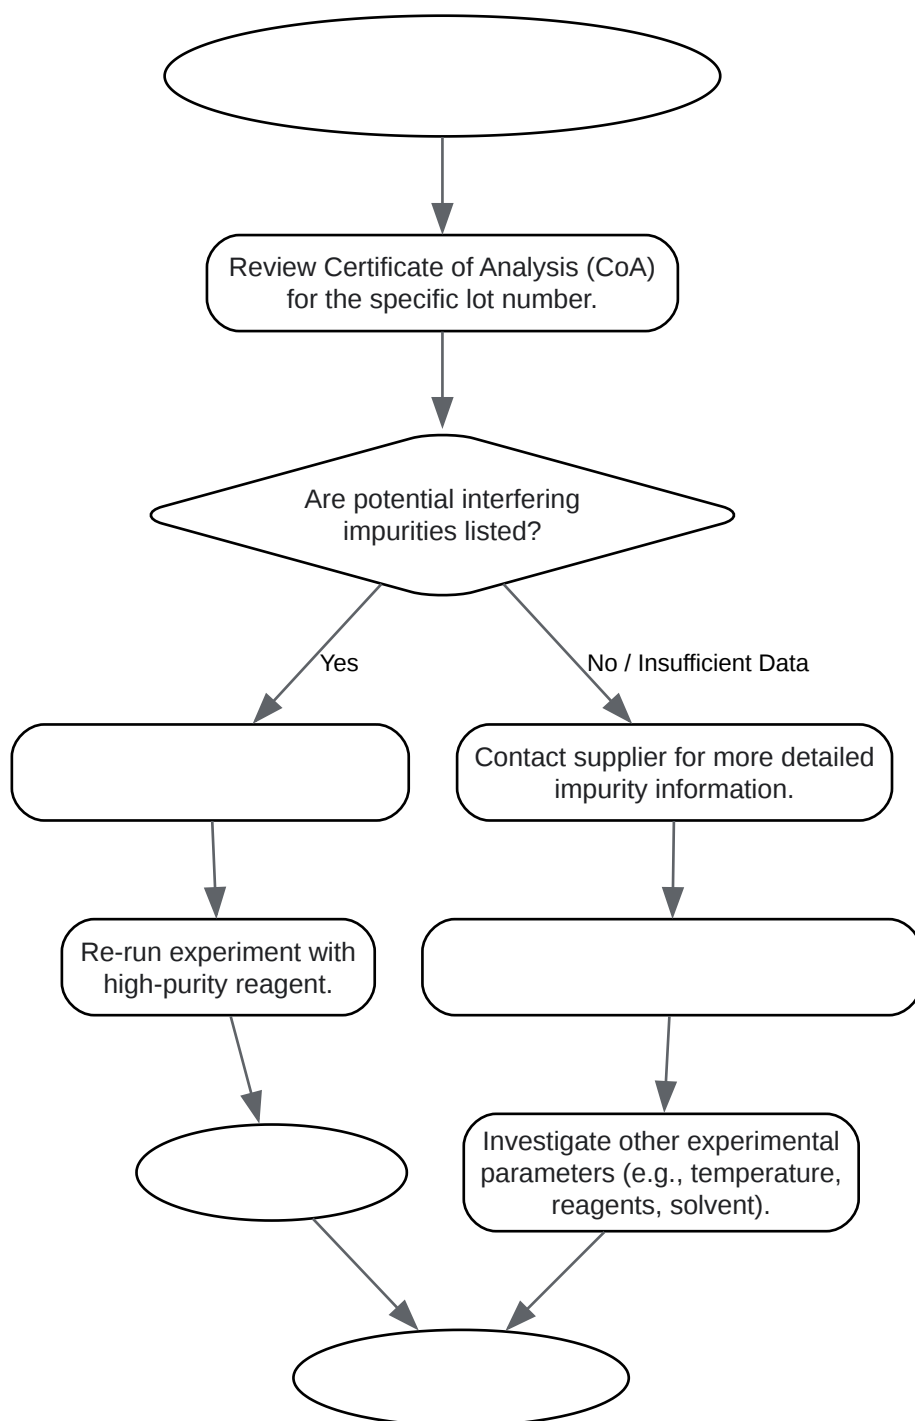 Review Certificate of Analysis (CoA)
for the specific lot number.
Are potential interfering
impurities listed?
Yes
No / Insufficient Data
Contact supplier for more detailed
impurity information.
Re-run experiment with
high-purity reagent.
Investigate other experimental
parameters (e.g., temperature,
reagents, solvent).